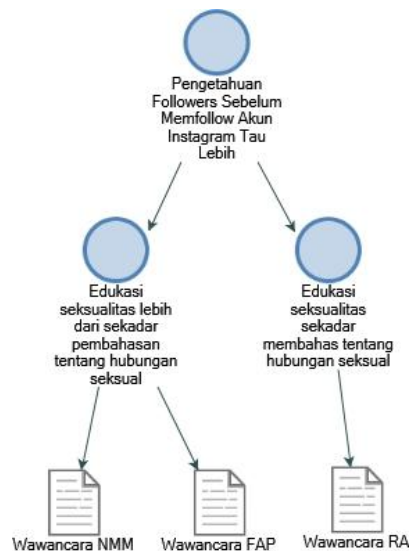 Pengetahuan
Followers Sebelum
Memfollow Akun
Instagram Tau
Lebih
Edukasi
seksualitas lebih
dari sekadar
pembahasan
tentang hubungan
seksual
Edukasi
seksualitas
sekadar
membahas tentang
hubungan seksual
Wawancara NMM
Wawancara FAP
Wawancara RA